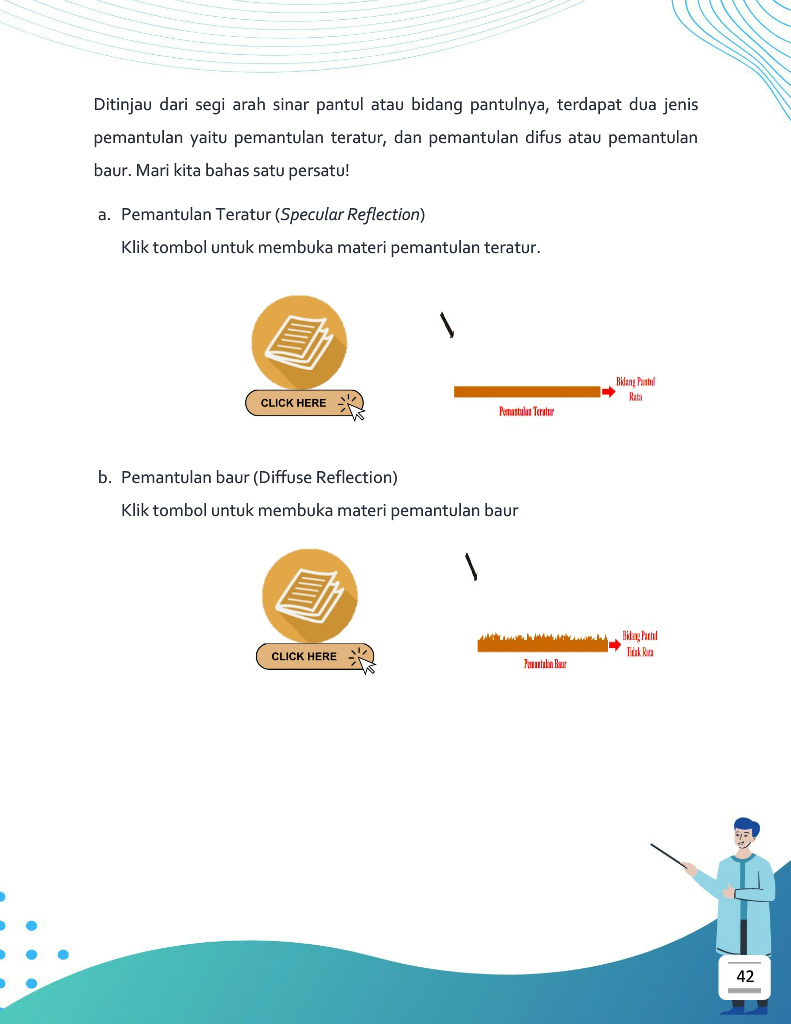 Ditinjau dari segi arah sinar pantul atau bidang pantulnya, terdapat dua jenis
pemantulan yaitu pemantulan teratur, dan pemantulan difus atau pemantulan
baur. Mari kita bahas satu persatu!
a. Pemantulan Teratur (Specular Reflection)
Klik tombol untuk membuka materi pemantulan teratur.
CLICK HERE
Bidang Pantul
Rata
Pemantulan Teratur
b. Pemantulan baur (Diffuse Reflection)
Klik tombol untuk membuka materi pemantulan baur
CLICK HERE
Bidang Pantul
Tidak Rata
Pemantulan Baur
42